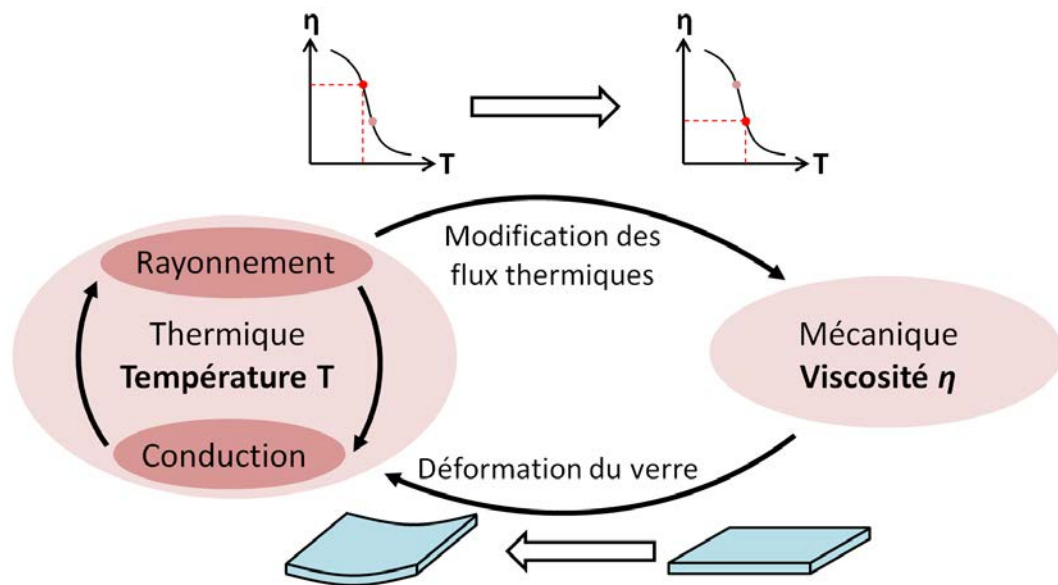 η
T
η
T
Rayonnement
Thermique
Température T
Conduction
Modification des
flux thermiques
Mécanique
Viscosité η
Déformation du verre